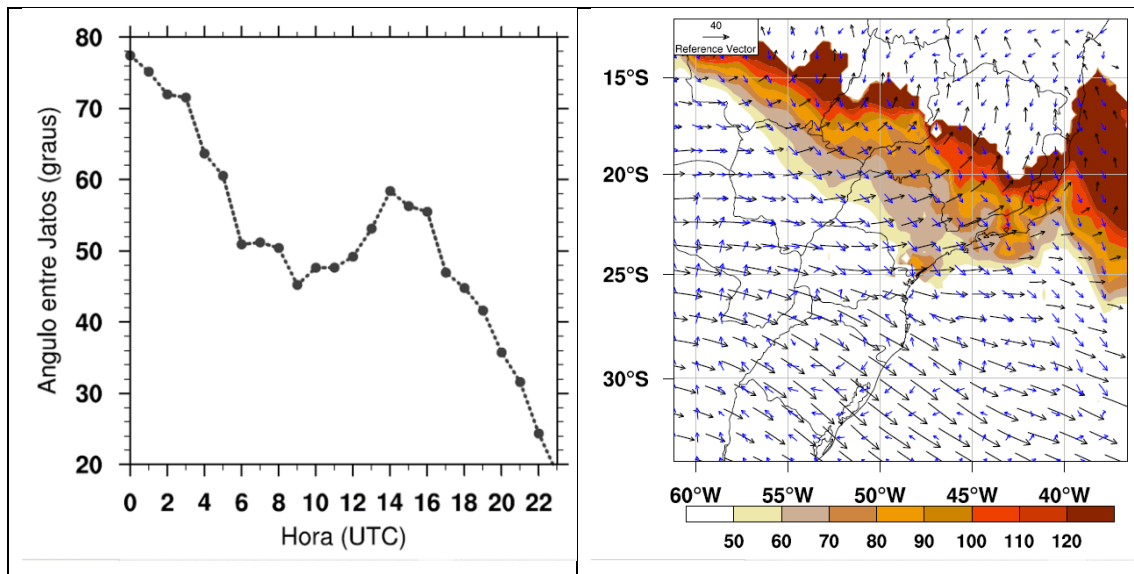 80
70
60
50
40
30
20
Angulo entre Jatos (graus)
0 2 4 6 8 10 12 14 16 18 20 22
Hora (UTC)
40
Reference Vector
15°S
20°S
25°S
30°S
60°W 55°W 50°W 45°W 40°W
50 60 70 80 90 100 110 120